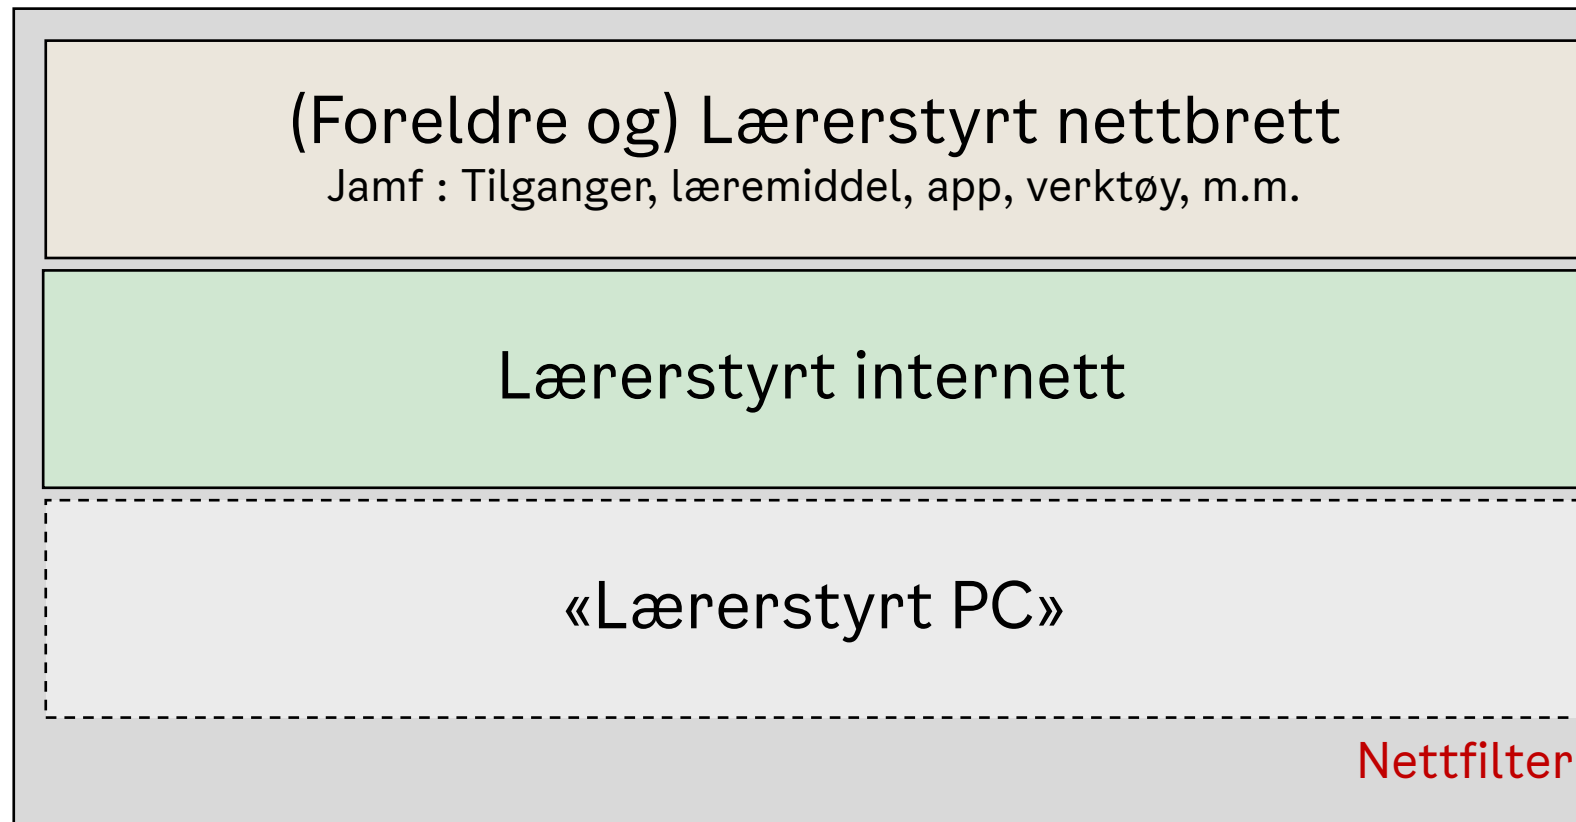 (Foreldre og) Lærerstyrt nettbrett
Jamf : Tilganger, læremiddel, app, verktøy, m.m.
Lærerstyrt internett
«Lærerstyrt PC»
Nettfilter